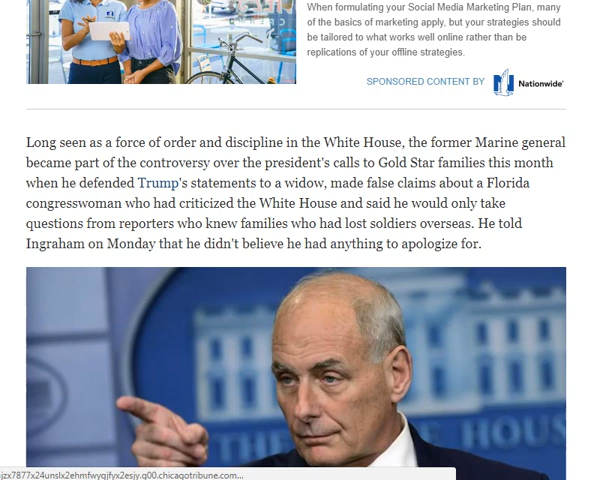 When formulating your Social Media Marketing Plan, many
of the basics of marketing apply, but your strategies should
be tailored to what works well online rather than be
replications of your offline strategies.
SPONSORED CONTENT BY Nationwide®
Long seen as a force of order and discipline in the White House, the former Marine general
became part of the controversy over the president's calls to Gold Star families this month
when he defended Trump's statements to a widow, made false claims about a Florida
congresswoman who had criticized the White House and said he would only take
questions from reporters who knew families who had lost soldiers overseas. He told
Ingraham on Monday that he didn't believe he had anything to apologize for.
THE WHITE HOUSE